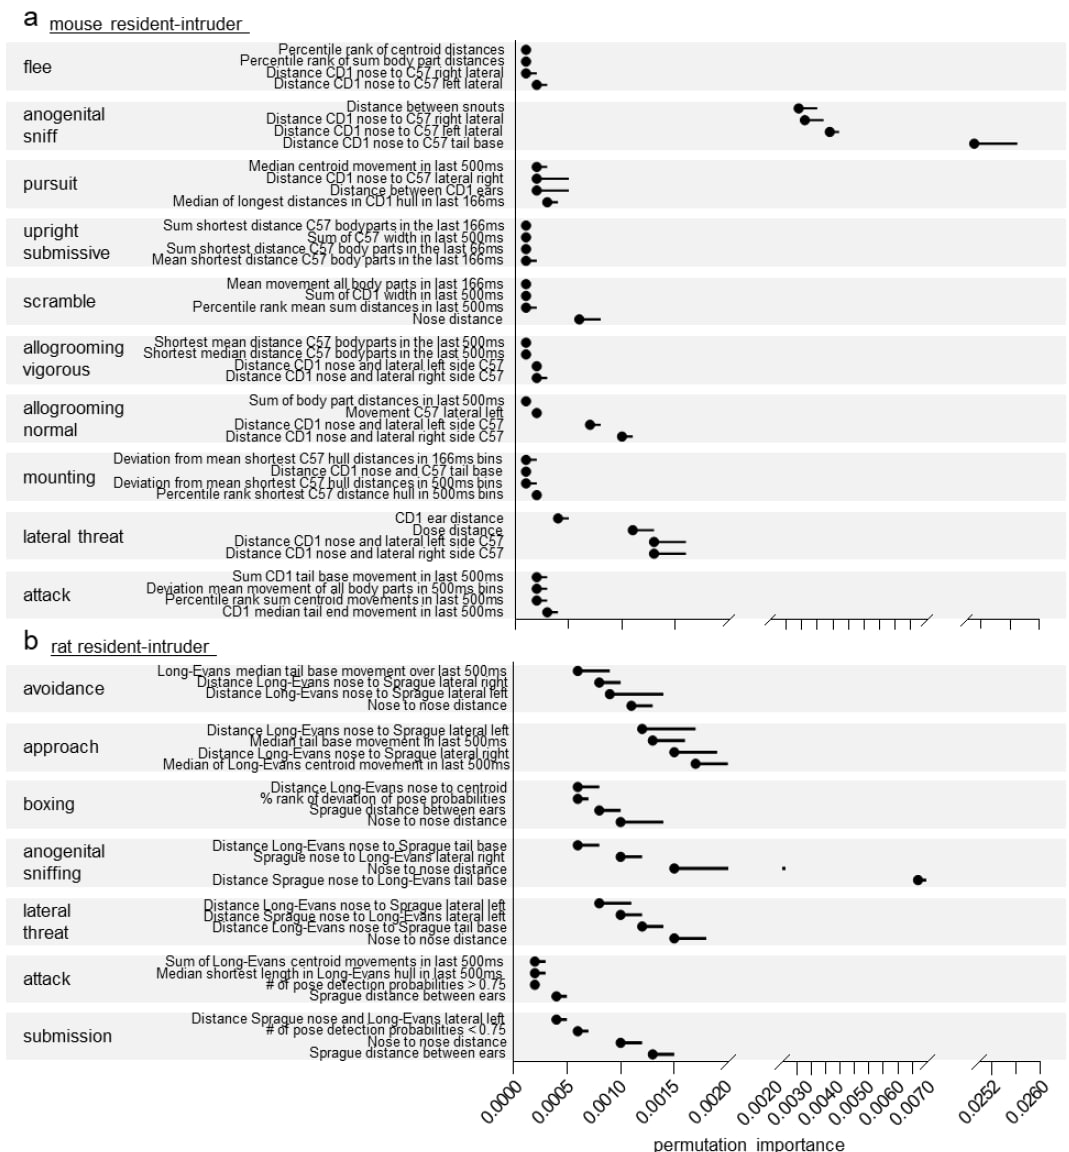 a mouse resident-intruder
flee
Percentile rank of centroid distances
Percentile rank of sum body part distances
Distance CD1 nose to C57 right lateral
Distance CD1 nose to C57 left lateral
anogenital
sniff
Distance between snouts
Distance CD1 nose to C57 right lateral
Distance CD1 nose to C57 left lateral
Distance CD1 nose to C57 tail base
pursuit
Median centroid movement in last 500ms
Distance CD1 nose to C57 lateral right
Distance between CD1 ears
Median of longest distances in CD1 hull in last 166ms
upright
submissive
Sum shortest distance C57 bodyparts in the last 166ms
Sum of C57 width in last 500ms
Sum shortest distance C57 body parts in the last 66ms
Mean shortest distance C57 body parts in the last 166ms
scramble
Mean movement all body parts in last 166ms
Sum of CD1 width in last 500ms
Percentile rank mean sum distances in last 500ms
Nose distance
allogrooming
vigorous
Shortest mean distance C57 bodyparts in the last 500ms
Shortest median distance C57 bodyparts in the last 500ms
Distance CD1 nose and lateral left side C57
Distance CD1 nose and lateral right side C57
allogrooming
normal
Sum of body part distances in last 500ms
Movement C57 lateral left
Distance CD1 nose and lateral left side C57
Distance CD1 nose and lateral right side C57
mounting
Deviation from mean shortest C57 hull distances in 166ms bins
Distance CD1 nose and C57 tail base
Deviation from mean shortest C57 hull distances in 500ms bins
Percentile rank shortest C57 distance hull in 500ms bins
lateral threat
CD1 ear distance
Dose distance
Distance CD1 nose and lateral left side C57
Distance CD1 nose and lateral right side C57
attack
Sum CD1 tail base movement in last 500ms
Deviation mean movement of all body parts in 500ms bins
Percentile rank sum centroid movements in last 500ms
CD1 median tail end movement in last 500ms
b rat resident-intruder
avoidance
Long-Evans median tail base movement over last 500ms
Distance Long-Evans nose to Sprague lateral right
Distance Long-Evans nose to Sprague lateral left
Nose to nose distance
approach
Distance Long-Evans nose to Sprague lateral left
Median tail base movement in last 500ms
Distance Long-Evans nose to Sprague lateral right
Median of Long-Evans centroid movement in last 500ms
boxing
Distance Long-Evans nose to centroid
% rank of deviation of pose probabilities
Sprague distance between ears
Nose to nose distance
anogenital
sniffing
Distance Long-Evans nose to Sprague tail base
Sprague nose to Long-Evans lateral right
Nose to nose distance
Distance Sprague nose to Long-Evans tail base
lateral
threat
Distance Long-Evans nose to Sprague lateral left
Distance Sprague nose to Long-Evans lateral left
Distance Long-Evans nose to Sprague tail base
Nose to nose distance
attack
Sum of Long-Evans centroid movements in last 500ms
Median shortest length in Long-Evans hull in last 500ms
# of pose detection probabilities > 0.75
Sprague distance between ears
submission
Distance Sprague nose and Long-Evans lateral left
# of pose detection probabilities < 0.75
Nose to nose distance
Sprague distance between ears
0.0000 0.0005 0.0010 0.0015 0.0020 0.0020 0.0030 0.0040 0.0050 0.0060 0.0070 0.0252 0.0260
permutation importance